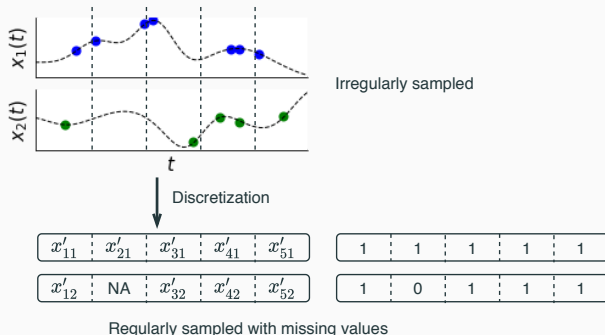 x₁(t)
Irregularly sampled
x₂(t)
t
Discretization
x′₁₁ x′₂₁ x′₃₁ x′₄₁ x′₅₁ 1 1 1 1 1
x′₁₂ NA x′₃₂ x′₄₂ x′₅₂ 1 0 1 1 1
Regularly sampled with missing values